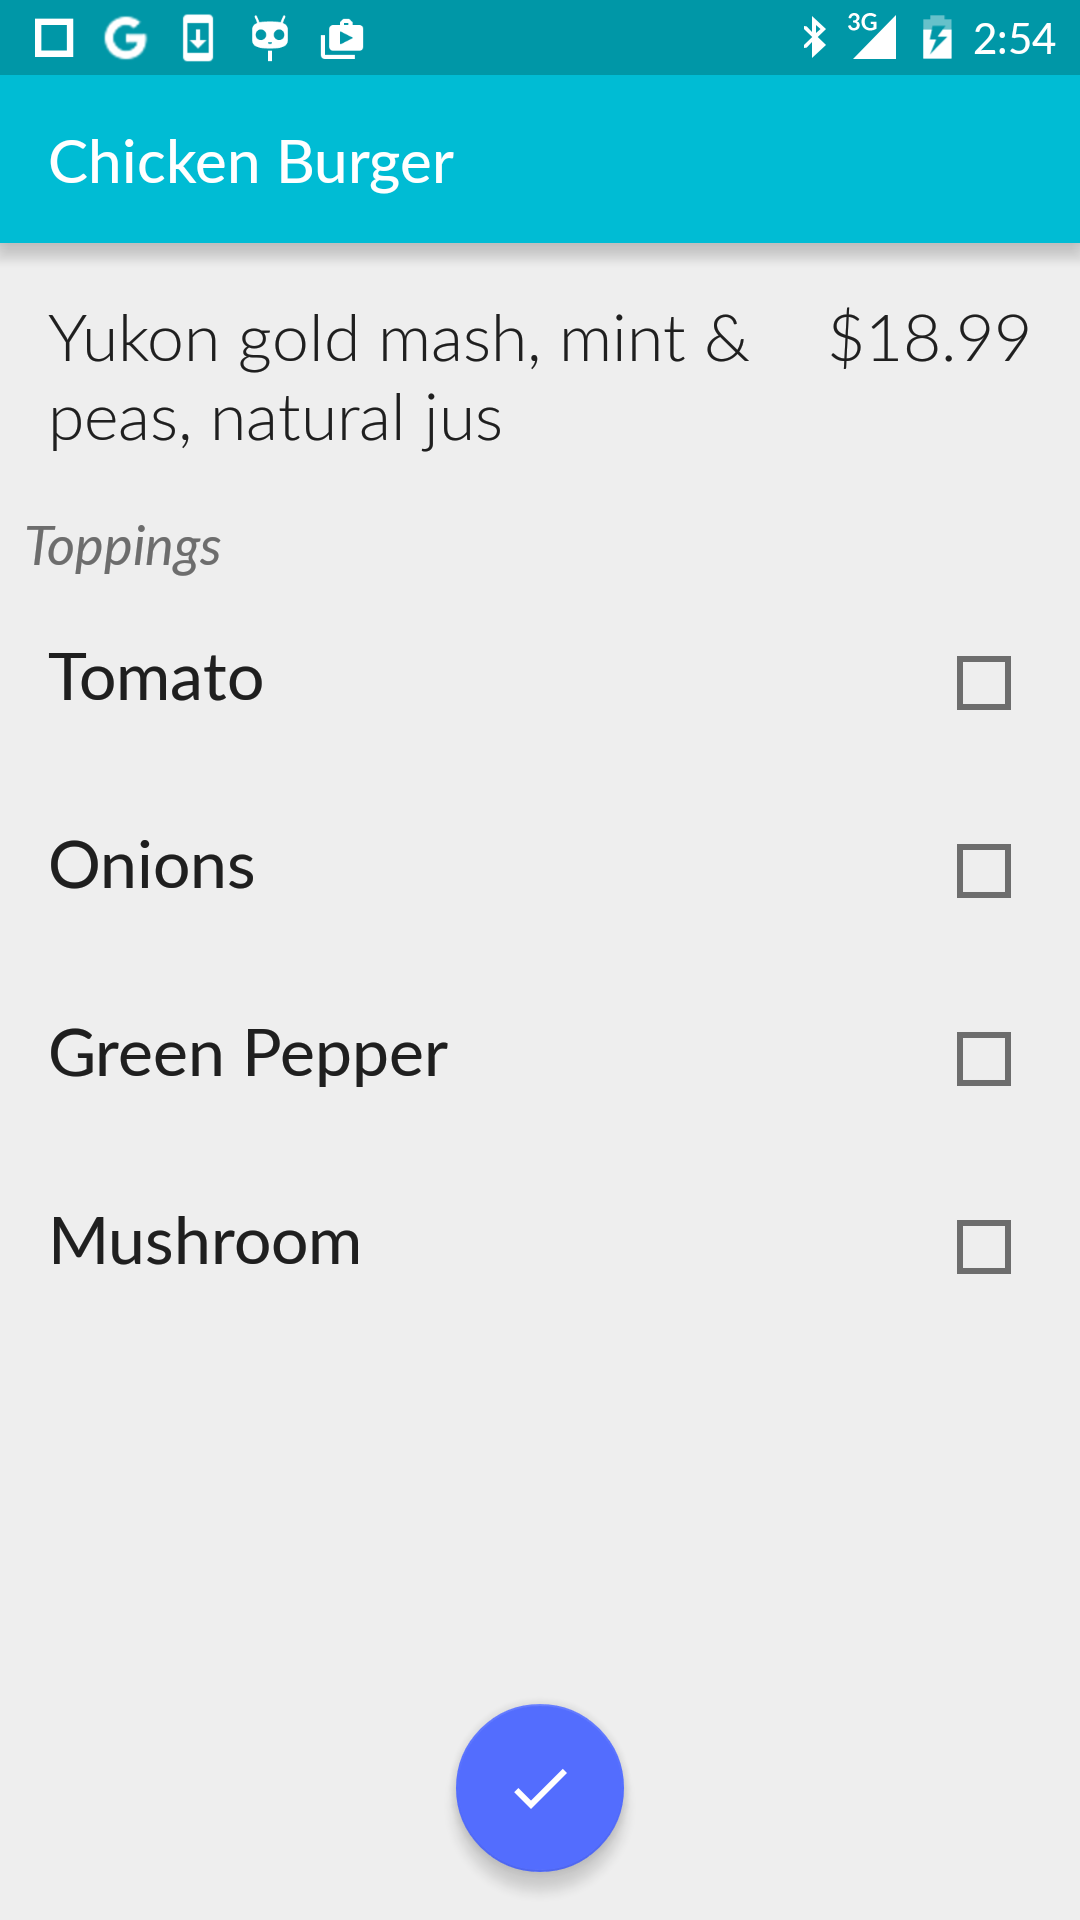 3G 2:54
Chicken Burger
Yukon gold mash, mint & $18.99
peas, natural jus
Toppings
Tomato
Onions
Green Pepper
Mushroom